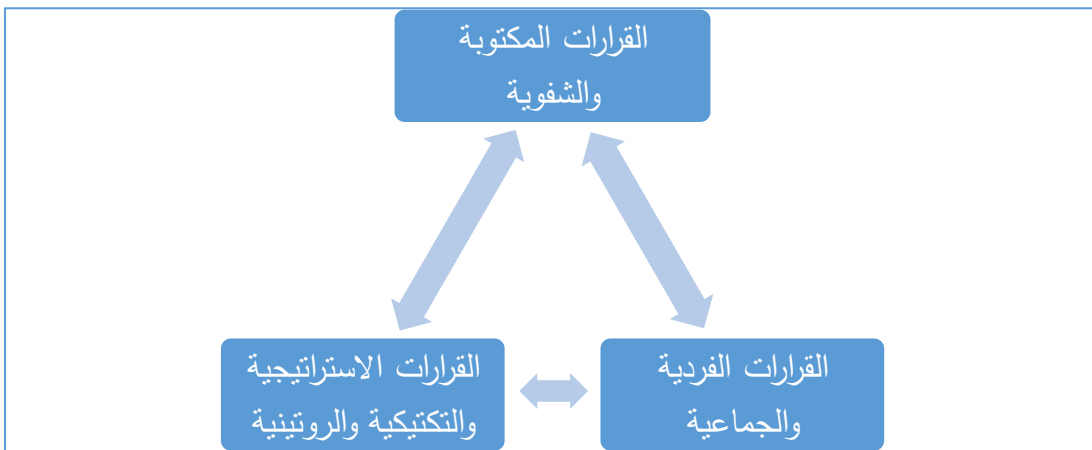 القرارات المكتوبة
والشفوية
القرارات الفردية
والجماعية
القرارات الاستراتيجية
والتكتيكية والروتينية